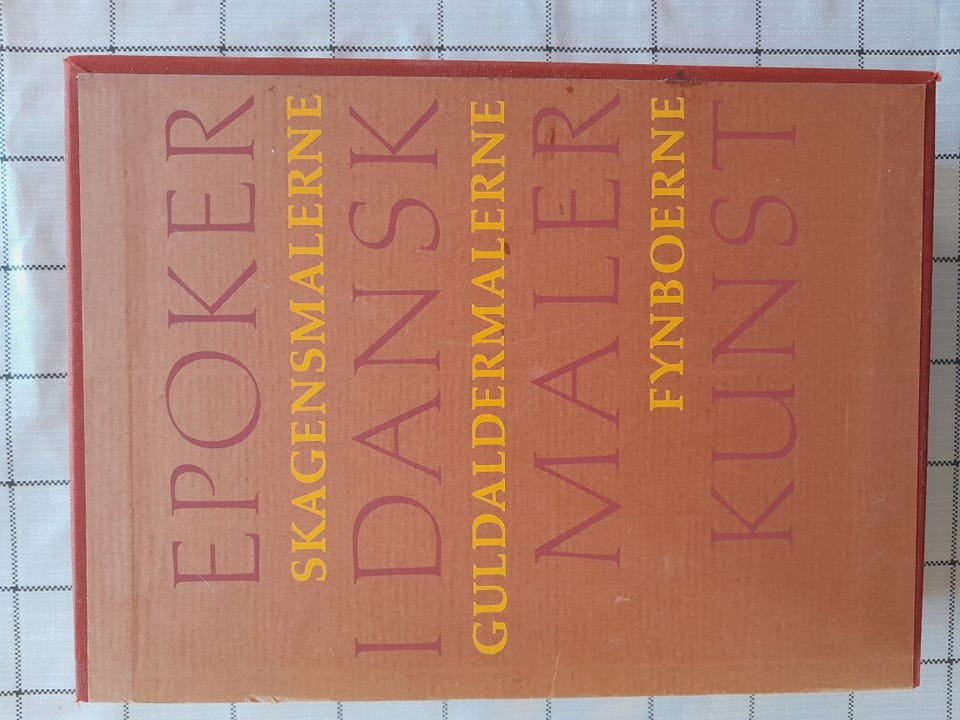 EPOKER
SKAGENSMALERNE
I DANSK
GULDALDERMALERNE
MALER
FYNBOERNE
KUNST